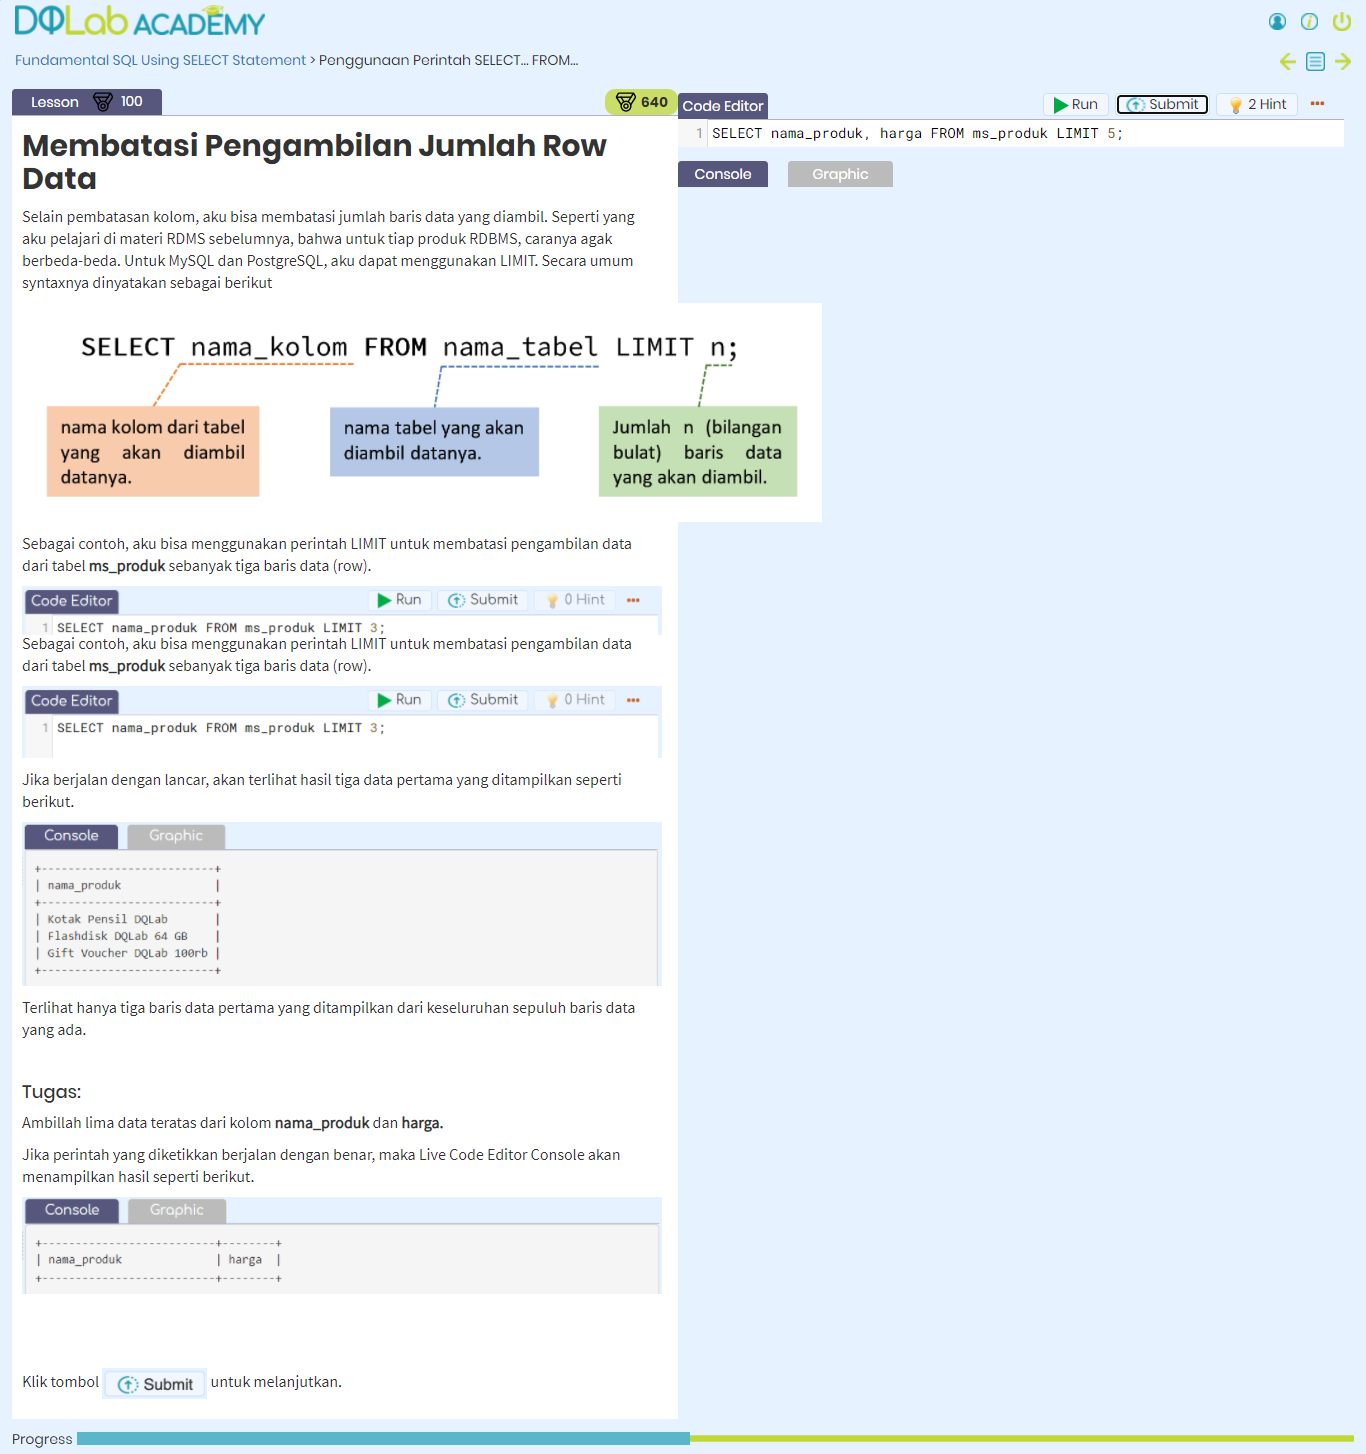 DQLab ACADEMY
Fundamental SQL Using SELECT Statement > Penggunaan Perintah SELECT... FROM...
Lesson 100
640
Membatasi Pengambilan Jumlah Row
Data
Selain pembatasan kolom, aku bisa membatasi jumlah baris data yang diambil. Seperti yang
aku pelajari di materi RDMS sebelumnya, bahwa untuk tiap produk RDBMS, caranya agak
berbeda-beda. Untuk MySQL dan PostgreSQL, aku dapat menggunakan LIMIT. Secara umum
syntaxnya dinyatakan sebagai berikut
SELECT nama_kolom FROM nama_tabel LIMIT n;
nama kolom dari tabel
yang akan diambil
datanya.
nama tabel yang akan
diambil datanya.
Jumlah n (bilangan
bulat) baris data
yang akan diambil.
Sebagai contoh, aku bisa menggunakan perintah LIMIT untuk membatasi pengambilan data
dari tabel ms_produk sebanyak tiga baris data (row).
Code Editor Run Submit 0 Hint
1 SELECT nama_produk FROM ms_produk LIMIT 3;
Sebagai contoh, aku bisa menggunakan perintah LIMIT untuk membatasi pengambilan data
dari tabel ms_produk sebanyak tiga baris data (row).
Code Editor Run Submit 0 Hint
1 SELECT nama_produk FROM ms_produk LIMIT 3;
Jika berjalan dengan lancar, akan terlihat hasil tiga data pertama yang ditampilkan seperti
berikut.
Console Graphic
+--------------------------+
| nama_produk |
+--------------------------+
| Kotak Pensil DQLab |
| Flashdisk DQLab 64 GB |
| Gift Voucher DQLab 100rb |
+--------------------------+
Terlihat hanya tiga baris data pertama yang ditampilkan dari keseluruhan sepuluh baris data
yang ada.
Tugas:
Ambillah lima data teratas dari kolom nama_produk dan harga.
Jika perintah yang diketikkan berjalan dengan benar, maka Live Code Editor Console akan
menampilkan hasil seperti berikut.
Console Graphic
+--------------------------+--------+
| nama_produk | harga |
+--------------------------+--------+
Klik tombol Submit untuk melanjutkan.
Code Editor Run Submit 2 Hint
1 SELECT nama_produk, harga FROM ms_produk LIMIT 5;
Console Graphic
Progress